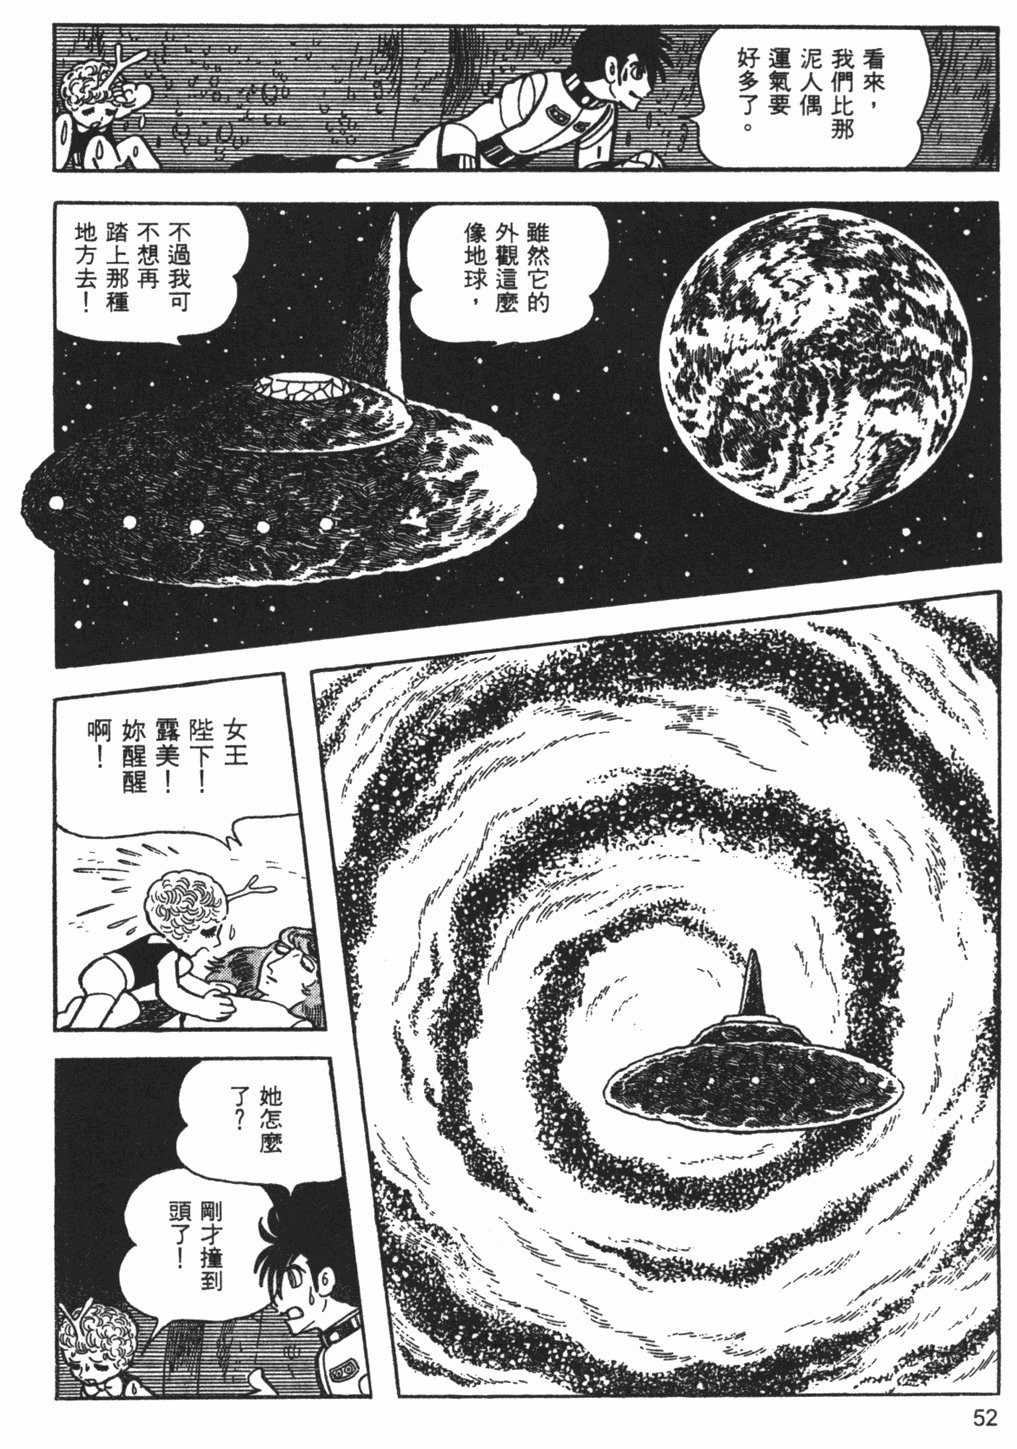 看來，
我們比那
泥人偶
運氣要
好多了。
雖然它的
外觀這麼
像地球，
不過我可
不想再
踏上那種
地方去！
女王
陛下！
露美！
妳醒醒
啊！
她怎麼
了？
剛才撞到
頭了！
52